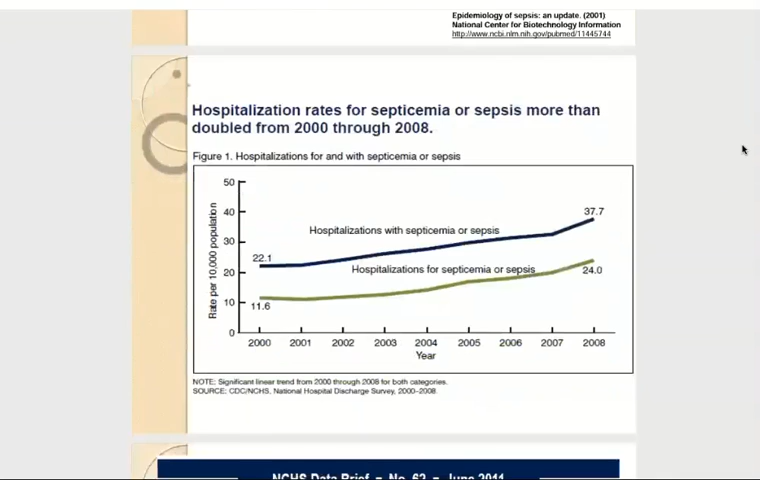 Epidemiology of sepsis: an update. (2001)
National Center for Biotechnology Information
http://www.ncbi.nlm.nih.gov/pubmed/11445744
Hospitalization rates for septicemia or sepsis more than
doubled from 2000 through 2008.
Figure 1. Hospitalizations for and with septicemia or sepsis
Rate per 10,000 population
50
40
30
20
10
0
37.7
Hospitalizations with septicemia or sepsis
22.1
Hospitalizations for septicemia or sepsis
24.0
11.6
2000 2001 2002 2003 2004 2005 2006 2007 2008
Year
NOTE: Significant linear trend from 2000 through 2008 for both categories.
SOURCE: CDC/NCHS, National Hospital Discharge Survey, 2000–2008.
NCHS Data Brief ■ No. 62 ■ June 2011